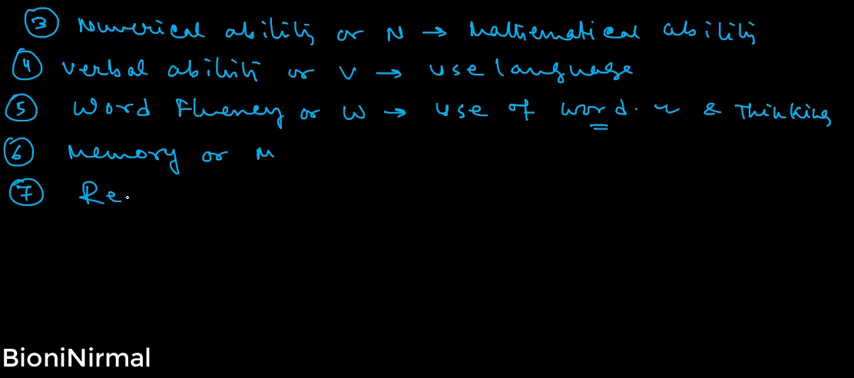 ③ Numerical ability or N → Mathematical ability
④ Verbal ability or V → use language
⑤ Word Fluency or W → use of word. & Thinking
⑥ Memory or M
⑦ Re
BioniNirmal